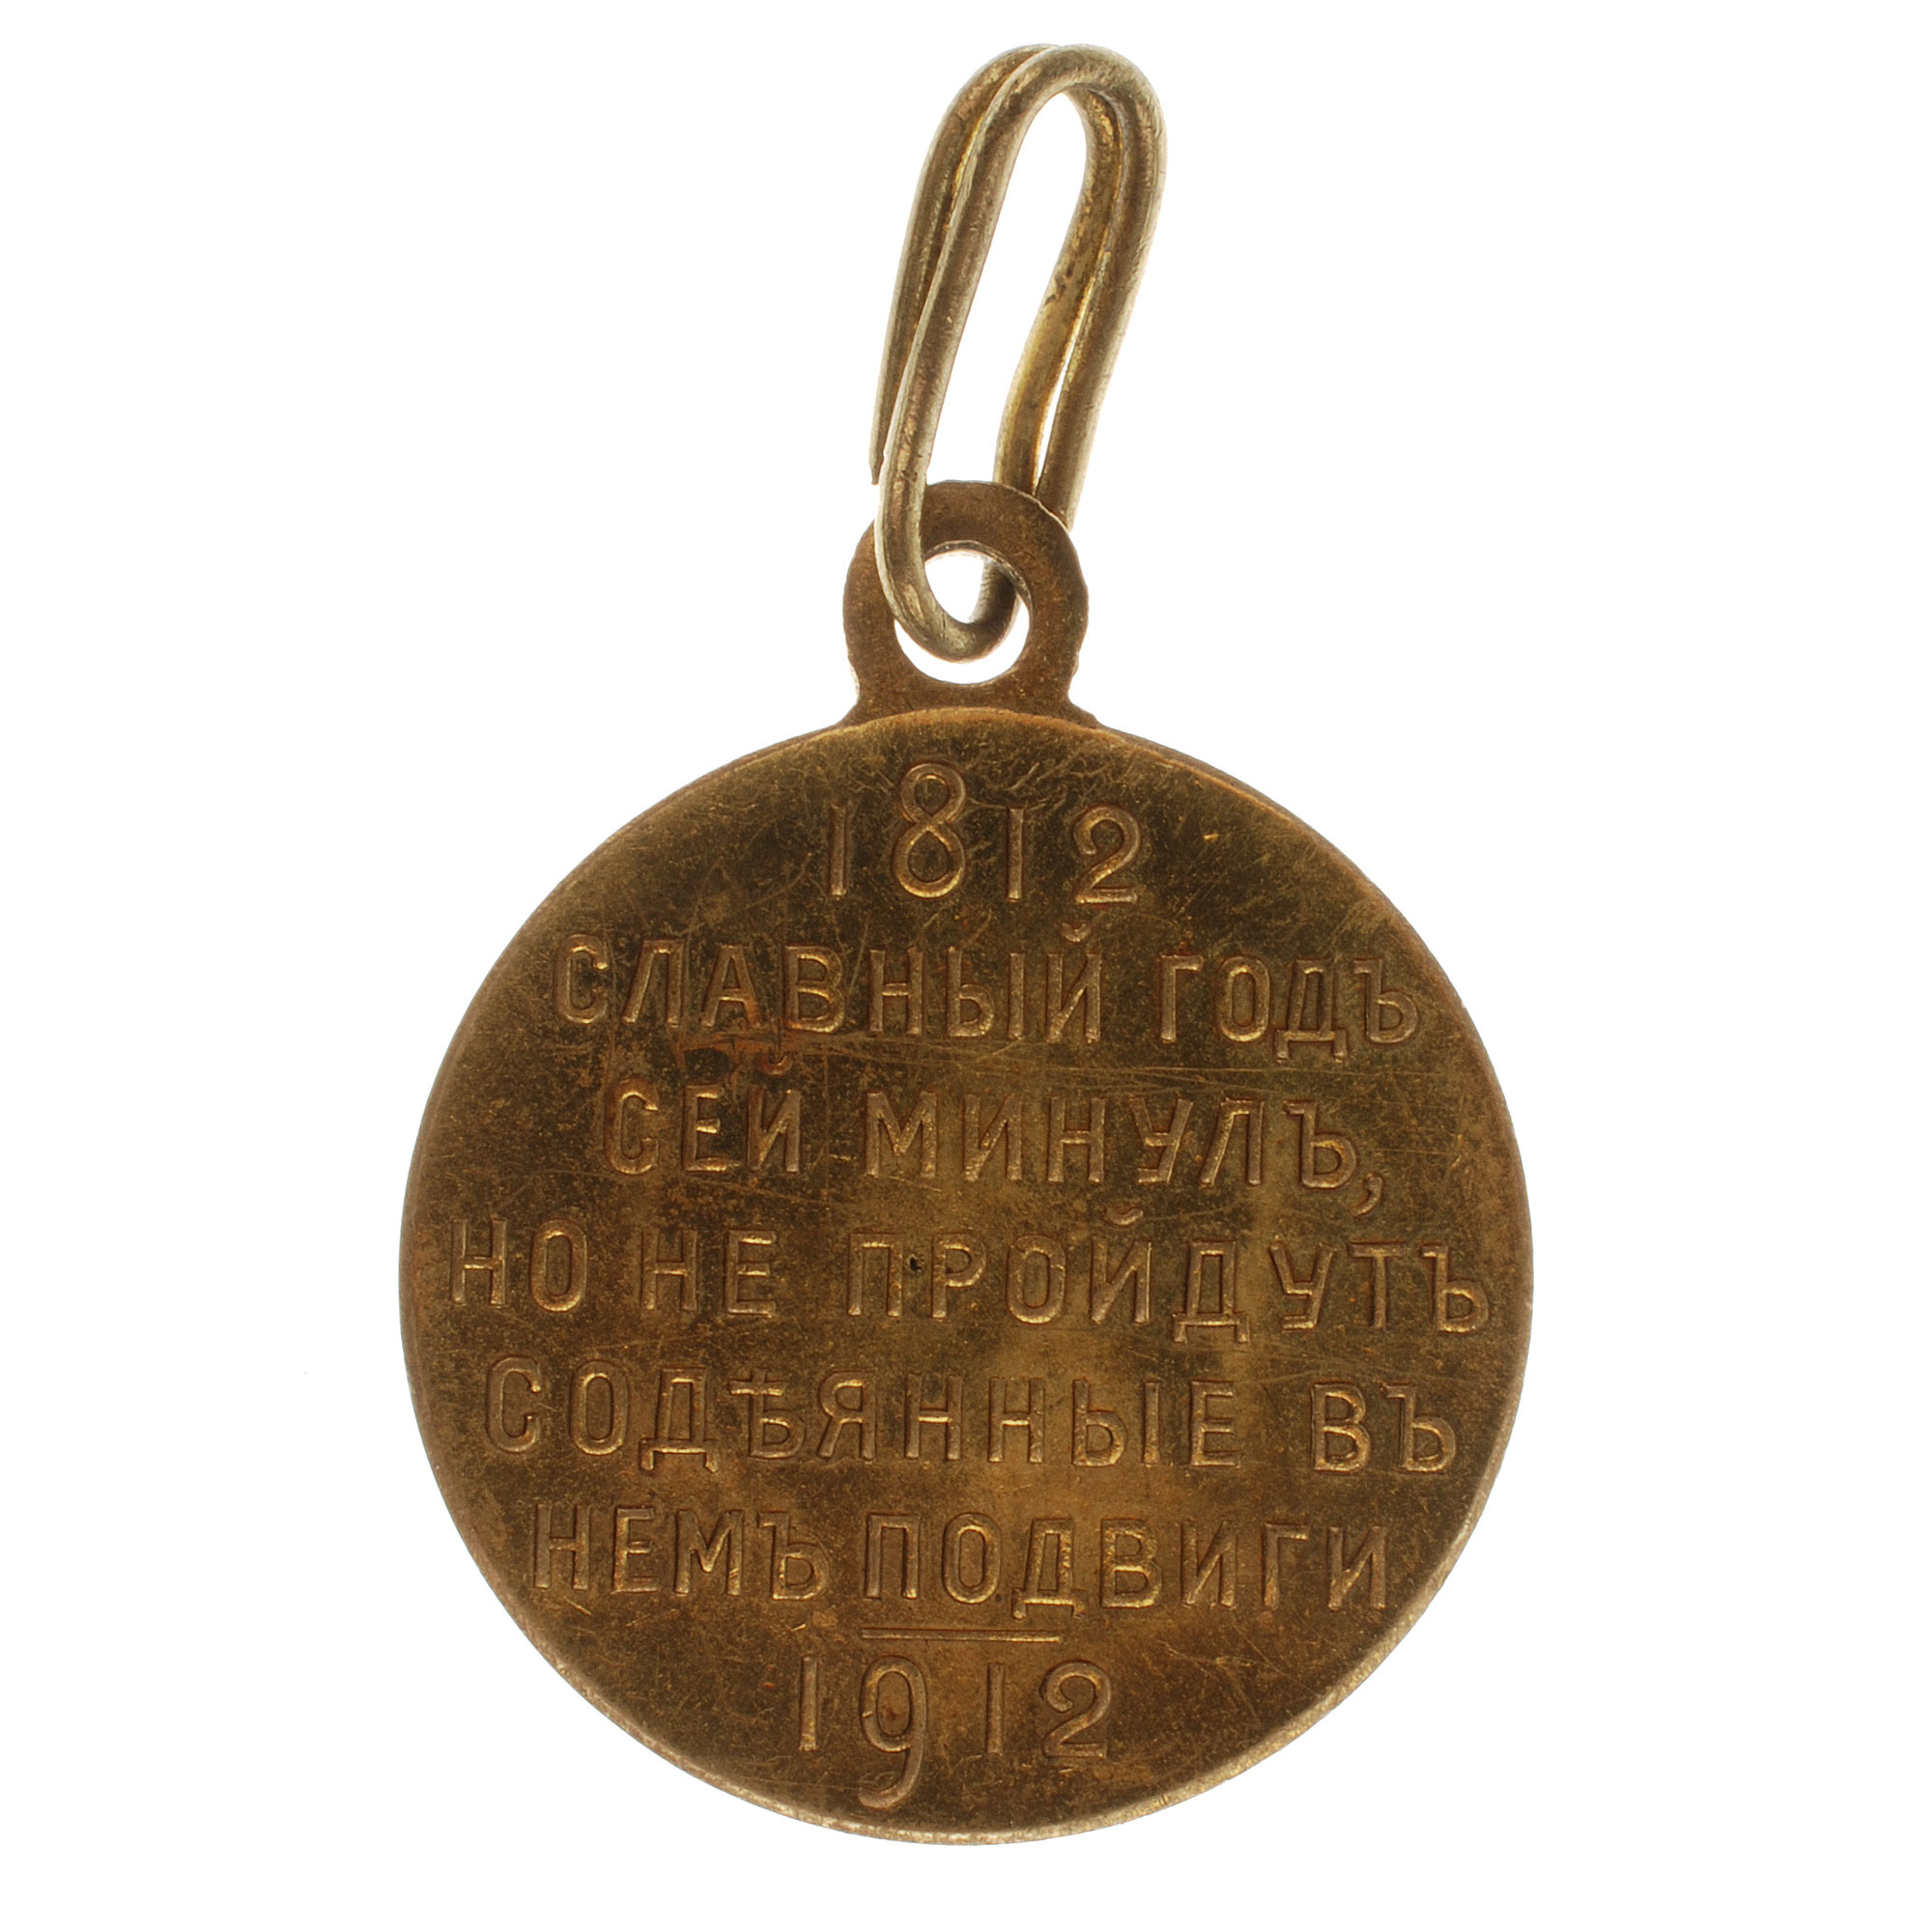 1812
СЛАВНЫЙ ГОДЪ
СЕЙ МИНУЛЪ,
НО НЕ ПРОЙДУТЪ
СОДѢЯННЫЕ ВЪ
НЕМЪ ПОДВИГИ
1912